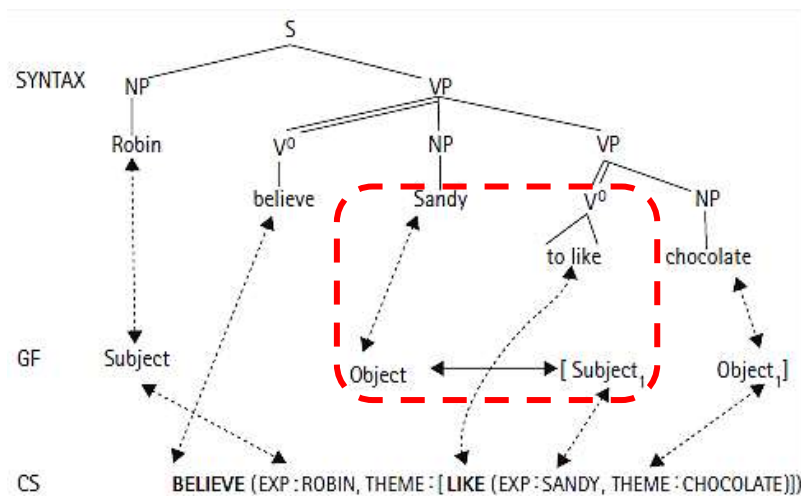 S
SYNTAX NP VP
Robin V⁰ NP VP
believe Sandy V⁰ NP
to like chocolate
GF Subject Object [ Subject₁ Object₁]
CS BELIEVE (EXP:ROBIN, THEME:[LIKE (EXP:SANDY, THEME:CHOCOLATE)])